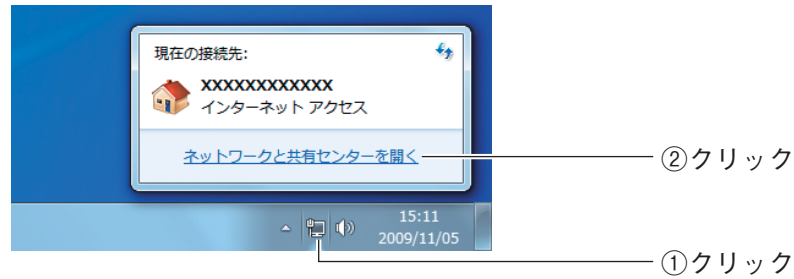 現在の接続先:
XXXXXXXXXXXX
インターネット アクセス
ネットワークと共有センターを開く
②クリック
15:11
2009/11/05
①クリック